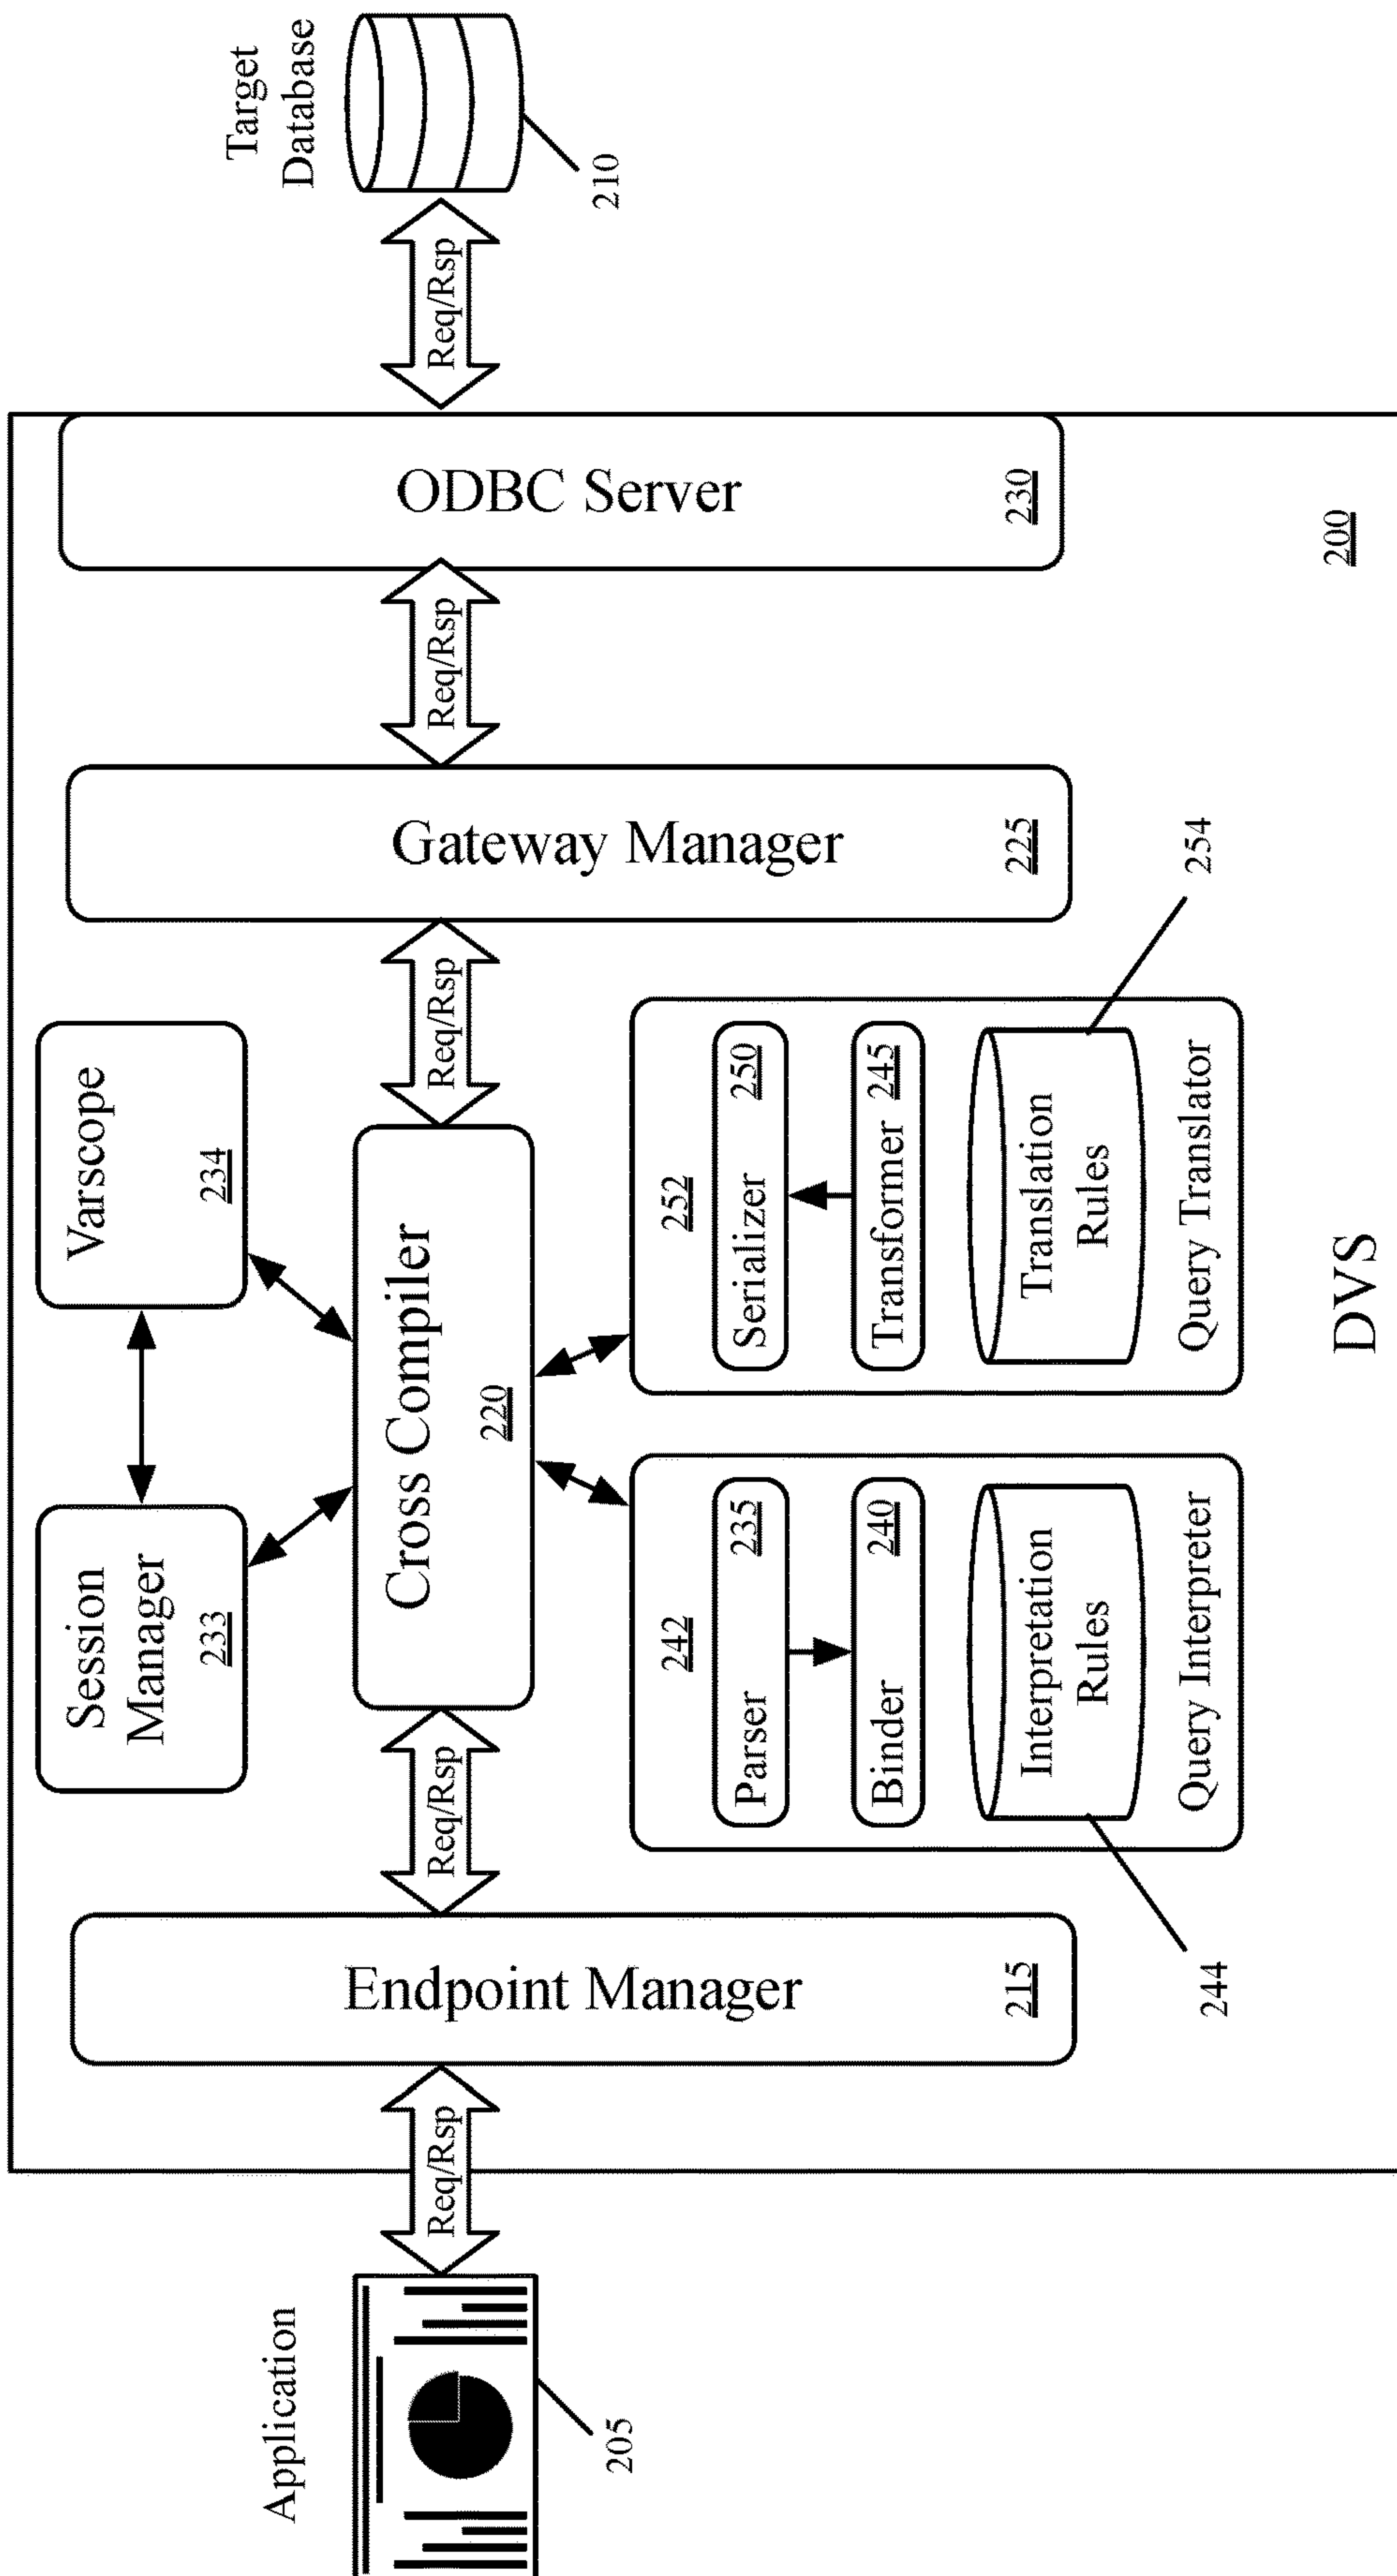 Application
205
Req/Rsp
Endpoint Manager
215
Req/Rsp
Session
Manager
233
Varscope
234
Cross Compiler
220
242
Parser 235
Binder 240
Interpretation
Rules
Query Interpreter
244
252
Serializer 250
Transformer 245
Translation
Rules
Query Translator
254
Req/Rsp
Gateway Manager
225
Req/Rsp
ODBC Server
230
Req/Rsp
Target
Database
210
DVS
200